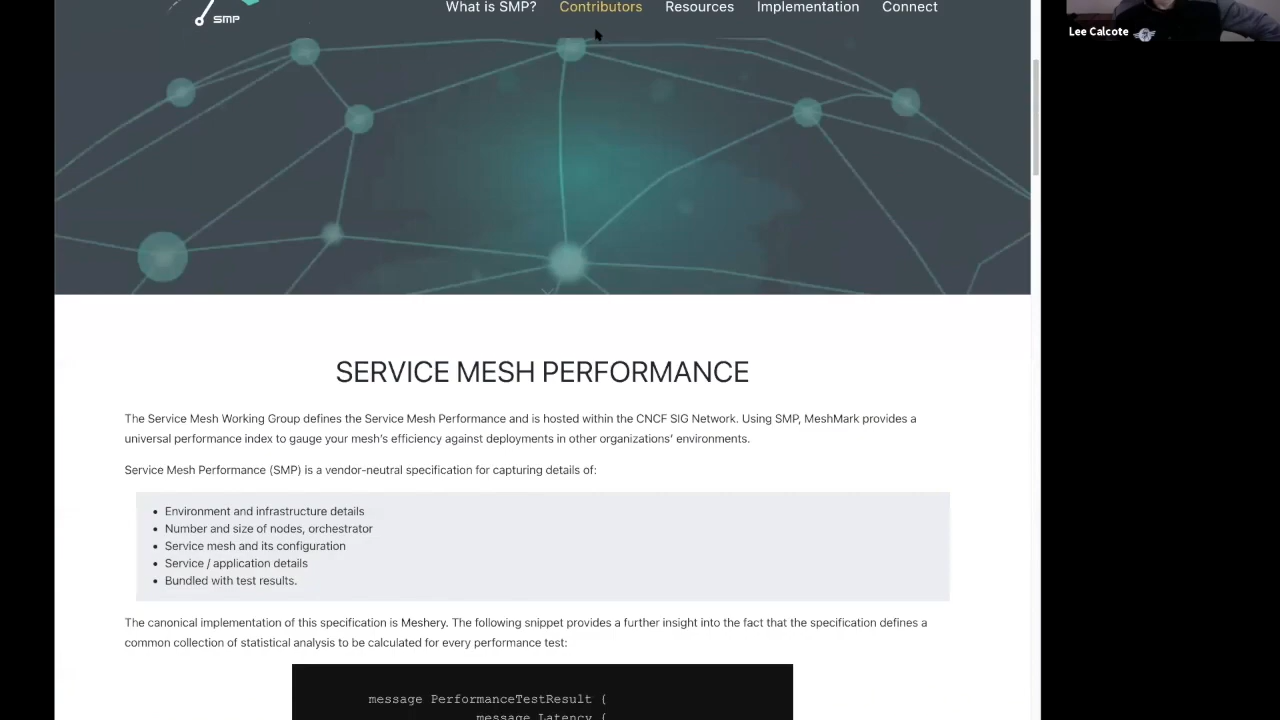 What is SMP? Contributors Resources Implementation Connect
SMP
Lee Calcote
SERVICE MESH PERFORMANCE
The Service Mesh Working Group defines the Service Mesh Performance and is hosted within the CNCF SIG Network. Using SMP, MeshMark provides a
universal performance index to gauge your mesh's efficiency against deployments in other organizations' environments.
Service Mesh Performance (SMP) is a vendor-neutral specification for capturing details of:
• Environment and infrastructure details
• Number and size of nodes, orchestrator
• Service mesh and its configuration
• Service / application details
• Bundled with test results.
The canonical implementation of this specification is Meshery. The following snippet provides a further insight into the fact that the specification defines a
common collection of statistical analysis to be calculated for every performance test:
message PerformanceTestResult {
message Latency {